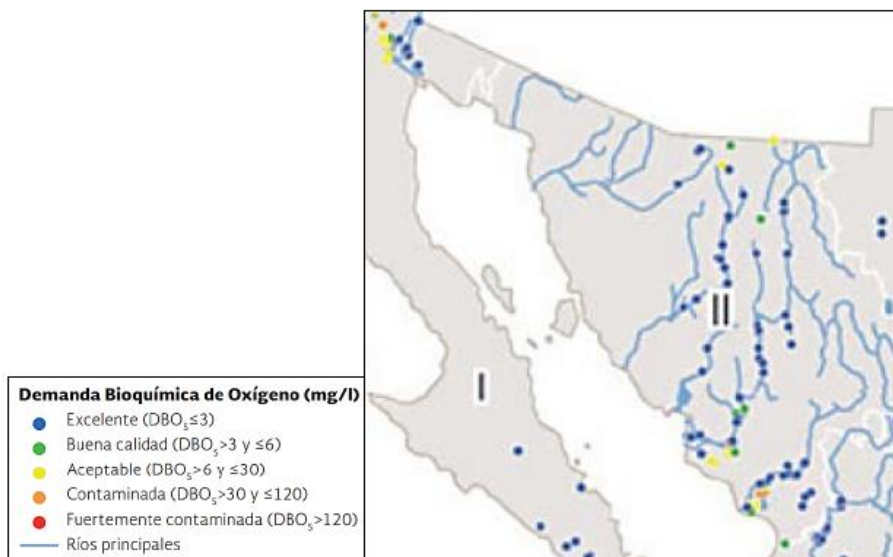 Demanda Bioquímica de Oxígeno (mg/l)
Excelente (DBO₅≤3)
Buena calidad (DBO₅>3 y ≤6)
Aceptable (DBO₅>6 y ≤30)
Contaminada (DBO₅>30 y ≤120)
Fuertemente contaminada (DBO₅>120)
Ríos principales
I
II